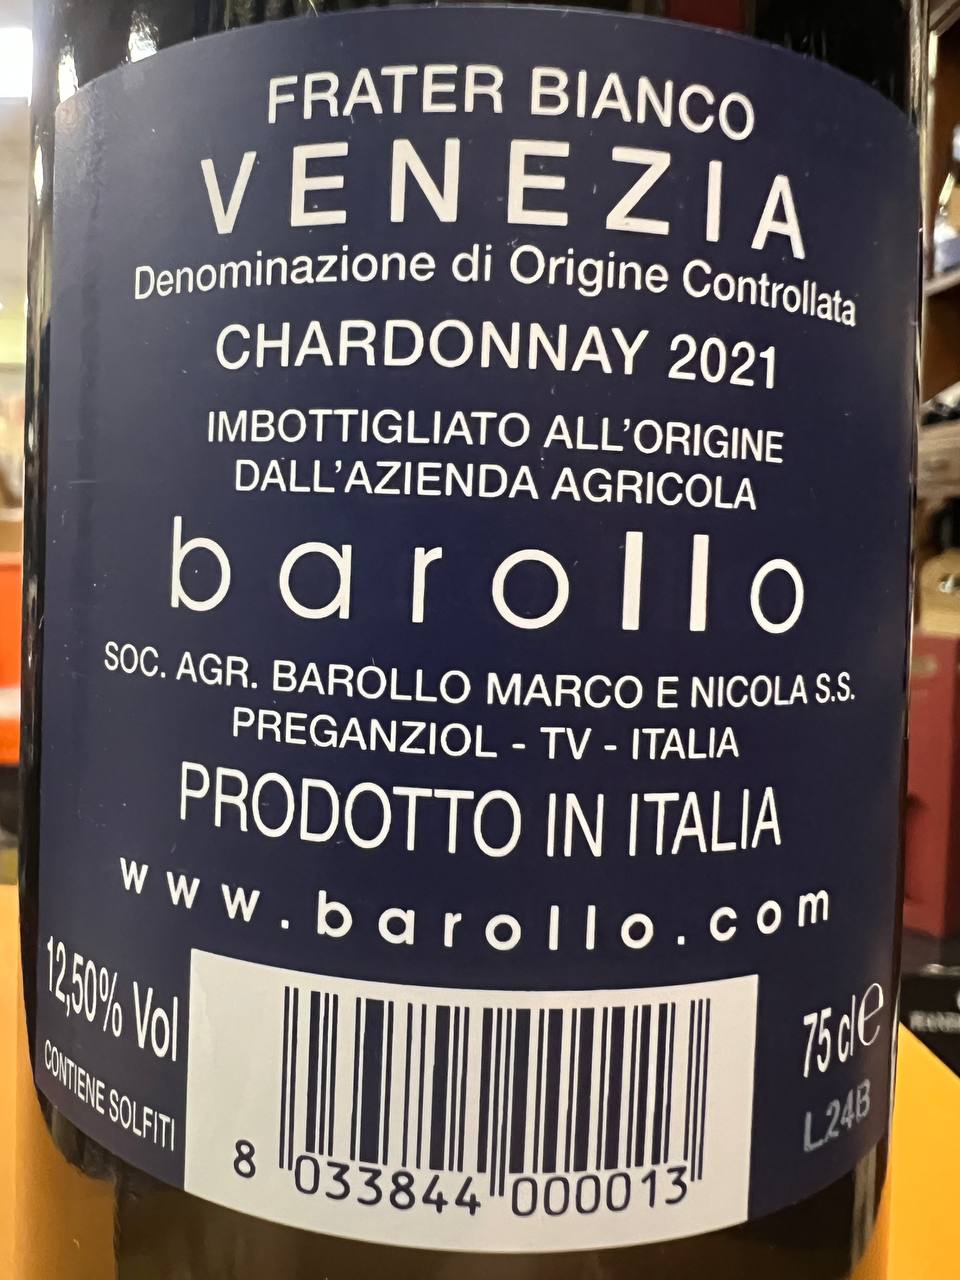 FRATER BIANCO
VENEZIA
Denominazione di Origine Controllata
CHARDONNAY 2021
IMBOTTIGLIATO ALL'ORIGINE
DALL'AZIENDA AGRICOLA
barollo
SOC. AGR. BAROLLO MARCO E NICOLA S.S.
PREGANZIOL - TV - ITALIA
PRODOTTO IN ITALIA
www.barollo.com
12,50% Vol
CONTIENE SOLFITI
8 033844 000013
75 cl e
L24B